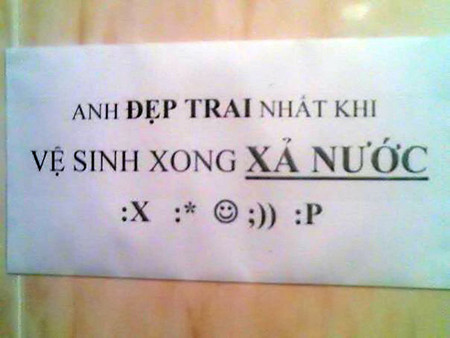 ANH ĐẸP TRAI NHẤT KHI
VỆ SINH XONG XẢ NƯỚC
:X :* ☺ ;)) :P